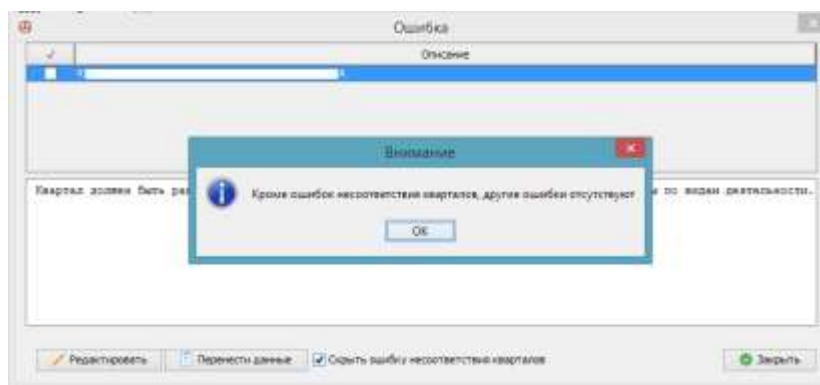 Ошибка
Описание
Внимание
Квартал должен быть
по видам деятельности.
Кроме ошибок несоответствия кварталов, другие ошибки отсутствуют
ОК
Редактировать
Перенести данные
Скрыть ошибку несоответствия кварталов
Закрыть